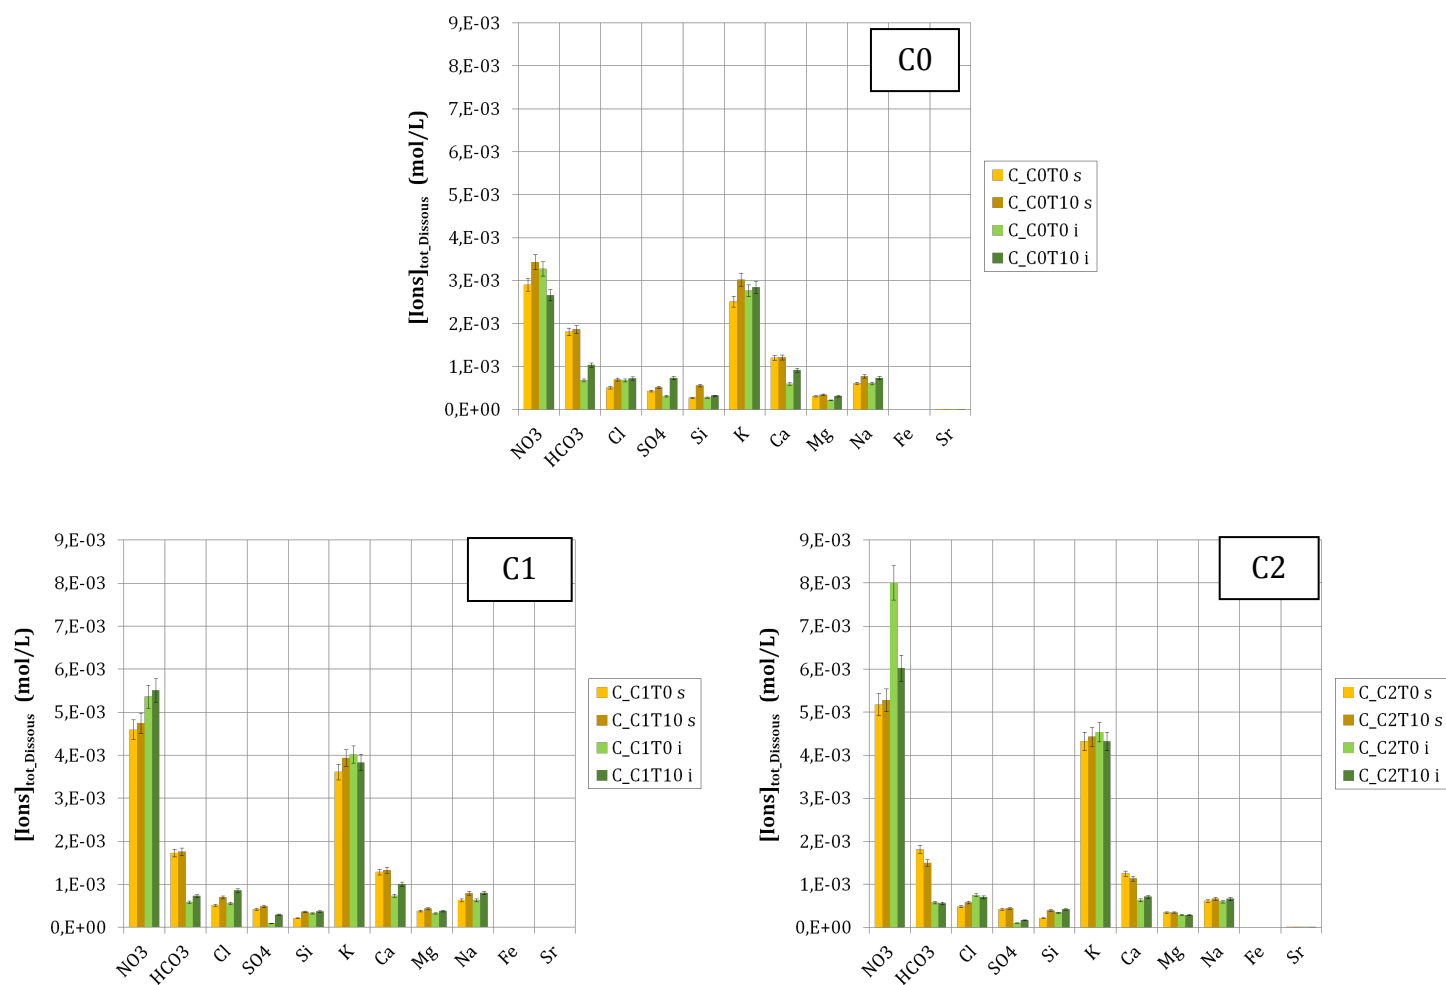 C0
9,E-03
8,E-03
7,E-03
6,E-03
5,E-03
4,E-03
3,E-03
2,E-03
1,E-03
0,E+00
[Ions]tot_Dissous (mol/L)
NO3
HCO3
Cl
SO4
Si
K
Ca
Mg
Na
Fe
Sr
C_C0T0 s
C_C0T10 s
C_C0T0 i
C_C0T10 i
C1
9,E-03
8,E-03
7,E-03
6,E-03
5,E-03
4,E-03
3,E-03
2,E-03
1,E-03
0,E+00
[Ions]tot_Dissous (mol/L)
NO3
HCO3
Cl
SO4
Si
K
Ca
Mg
Na
Fe
Sr
C_C1T0 s
C_C1T10 s
C_C1T0 i
C_C1T10 i
C2
9,E-03
8,E-03
7,E-03
6,E-03
5,E-03
4,E-03
3,E-03
2,E-03
1,E-03
0,E+00
[Ions]tot_Dissous (mol/L)
NO3
HCO3
Cl
SO4
Si
K
Ca
Mg
Na
Fe
Sr
C_C2T0 s
C_C2T10 s
C_C2T0 i
C_C2T10 i